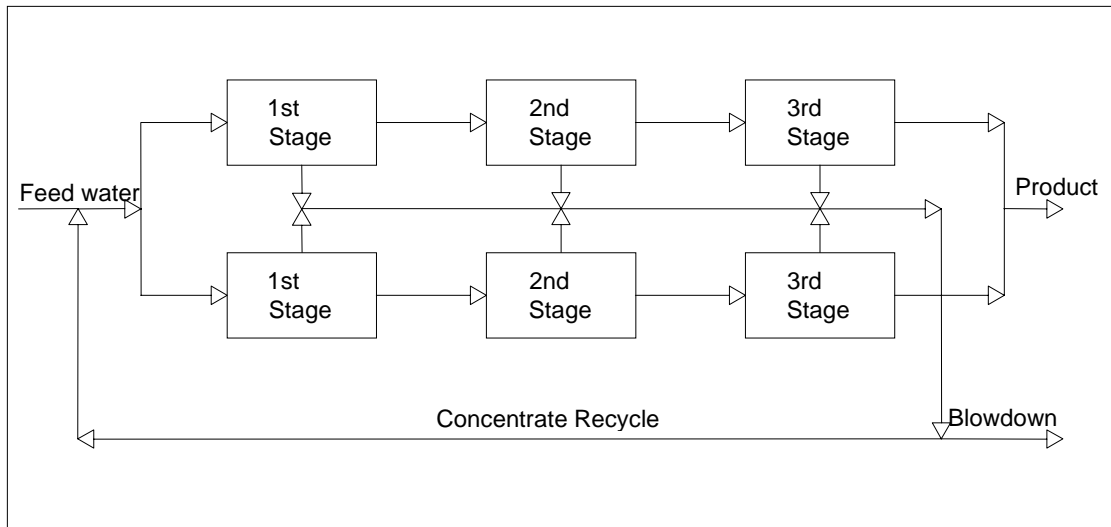 1st
Stage
2nd
Stage
3rd
Stage
Feed water
Product
1st
Stage
2nd
Stage
3rd
Stage
Concentrate Recycle
Blowdown